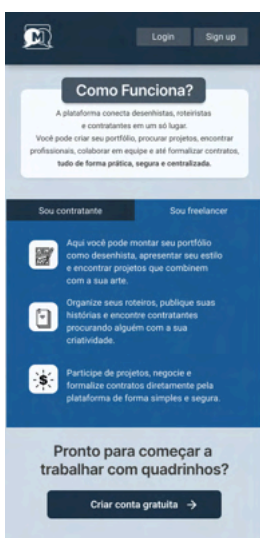 M
Login Sign up
Como Funciona?
A plataforma conecta desenhistas, roteiristas
e contratantes em um só lugar.
Você pode criar seu portfólio, procurar projetos, encontrar
profissionais, colaborar em equipe e até formalizar contratos,
tudo de forma prática, segura e centralizada.
Sou contratante Sou freelancer
Aqui você pode montar seu portfólio
como desenhista, apresentar seu estilo
e encontrar projetos que combinem
com a sua arte.
Organize seus roteiros, publique suas
histórias e encontre contratantes
procurando alguém com a sua
criatividade.
$
Participe de projetos, negocie e
formalize contratos diretamente pela
plataforma de forma simples e segura.
Pronto para começar a
trabalhar com quadrinhos?
Criar conta gratuita →